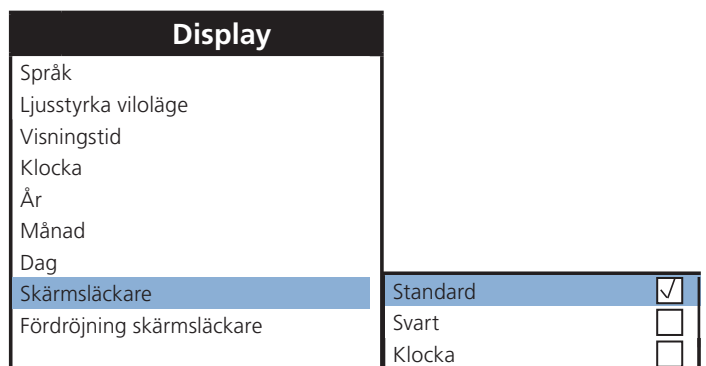 Display
Språk
Ljusstyrka viloläge
Visningstid
Klocka
År
Månad
Dag
Skärmsläckare
Fördröjning skärmsläckare
Standard
Svart
Klocka